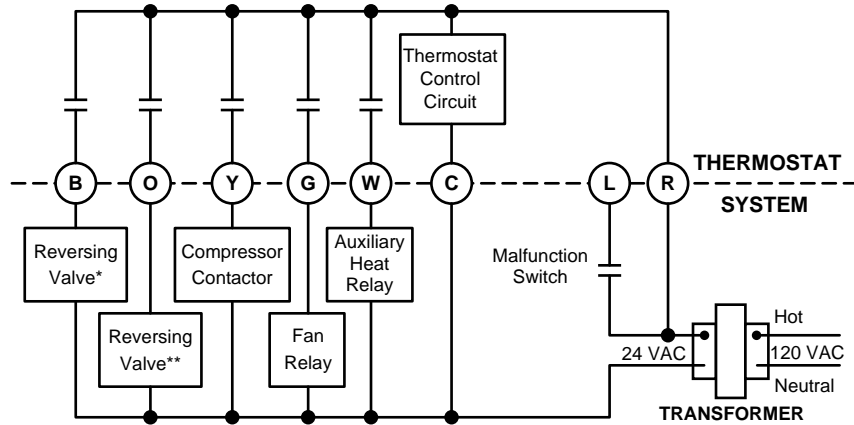 Thermostat
Control
Circuit
B
O
Y
G
W
C
L
R
THERMOSTAT
SYSTEM
Reversing
Valve*
Compressor
Contactor
Auxiliary
Heat
Relay
Malfunction
Switch
Reversing
Valve**
Fan
Relay
Hot
24 VAC
120 VAC
Neutral
TRANSFORMER